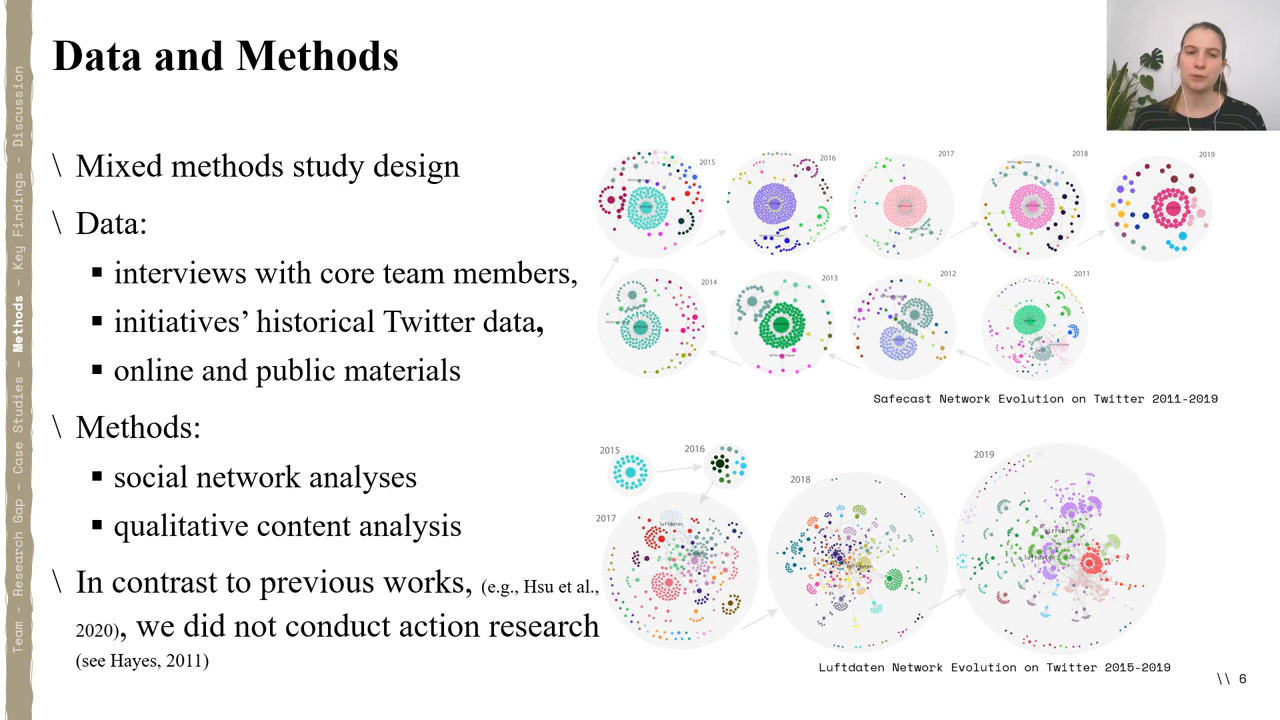 Data and Methods
\ Mixed methods study design
\ Data:
▪ interviews with core team members,
▪ initiatives’ historical Twitter data,
▪ online and public materials
\ Methods:
▪ social network analyses
▪ qualitative content analysis
\ In contrast to previous works, (e.g., Hsu et al.,
2020), we did not conduct action research
(see Hayes, 2011)
Team - Research Gap - Case Studies - Methods - Key Findings - Discussion
2015
2016
2017
2018
2019
2014
2013
2012
2011
Safecast Network Evolution on Twitter 2011-2019
2015
2016
2017
2018
2019
luftdaten
Luftdaten Network Evolution on Twitter 2015-2019
\\ 6